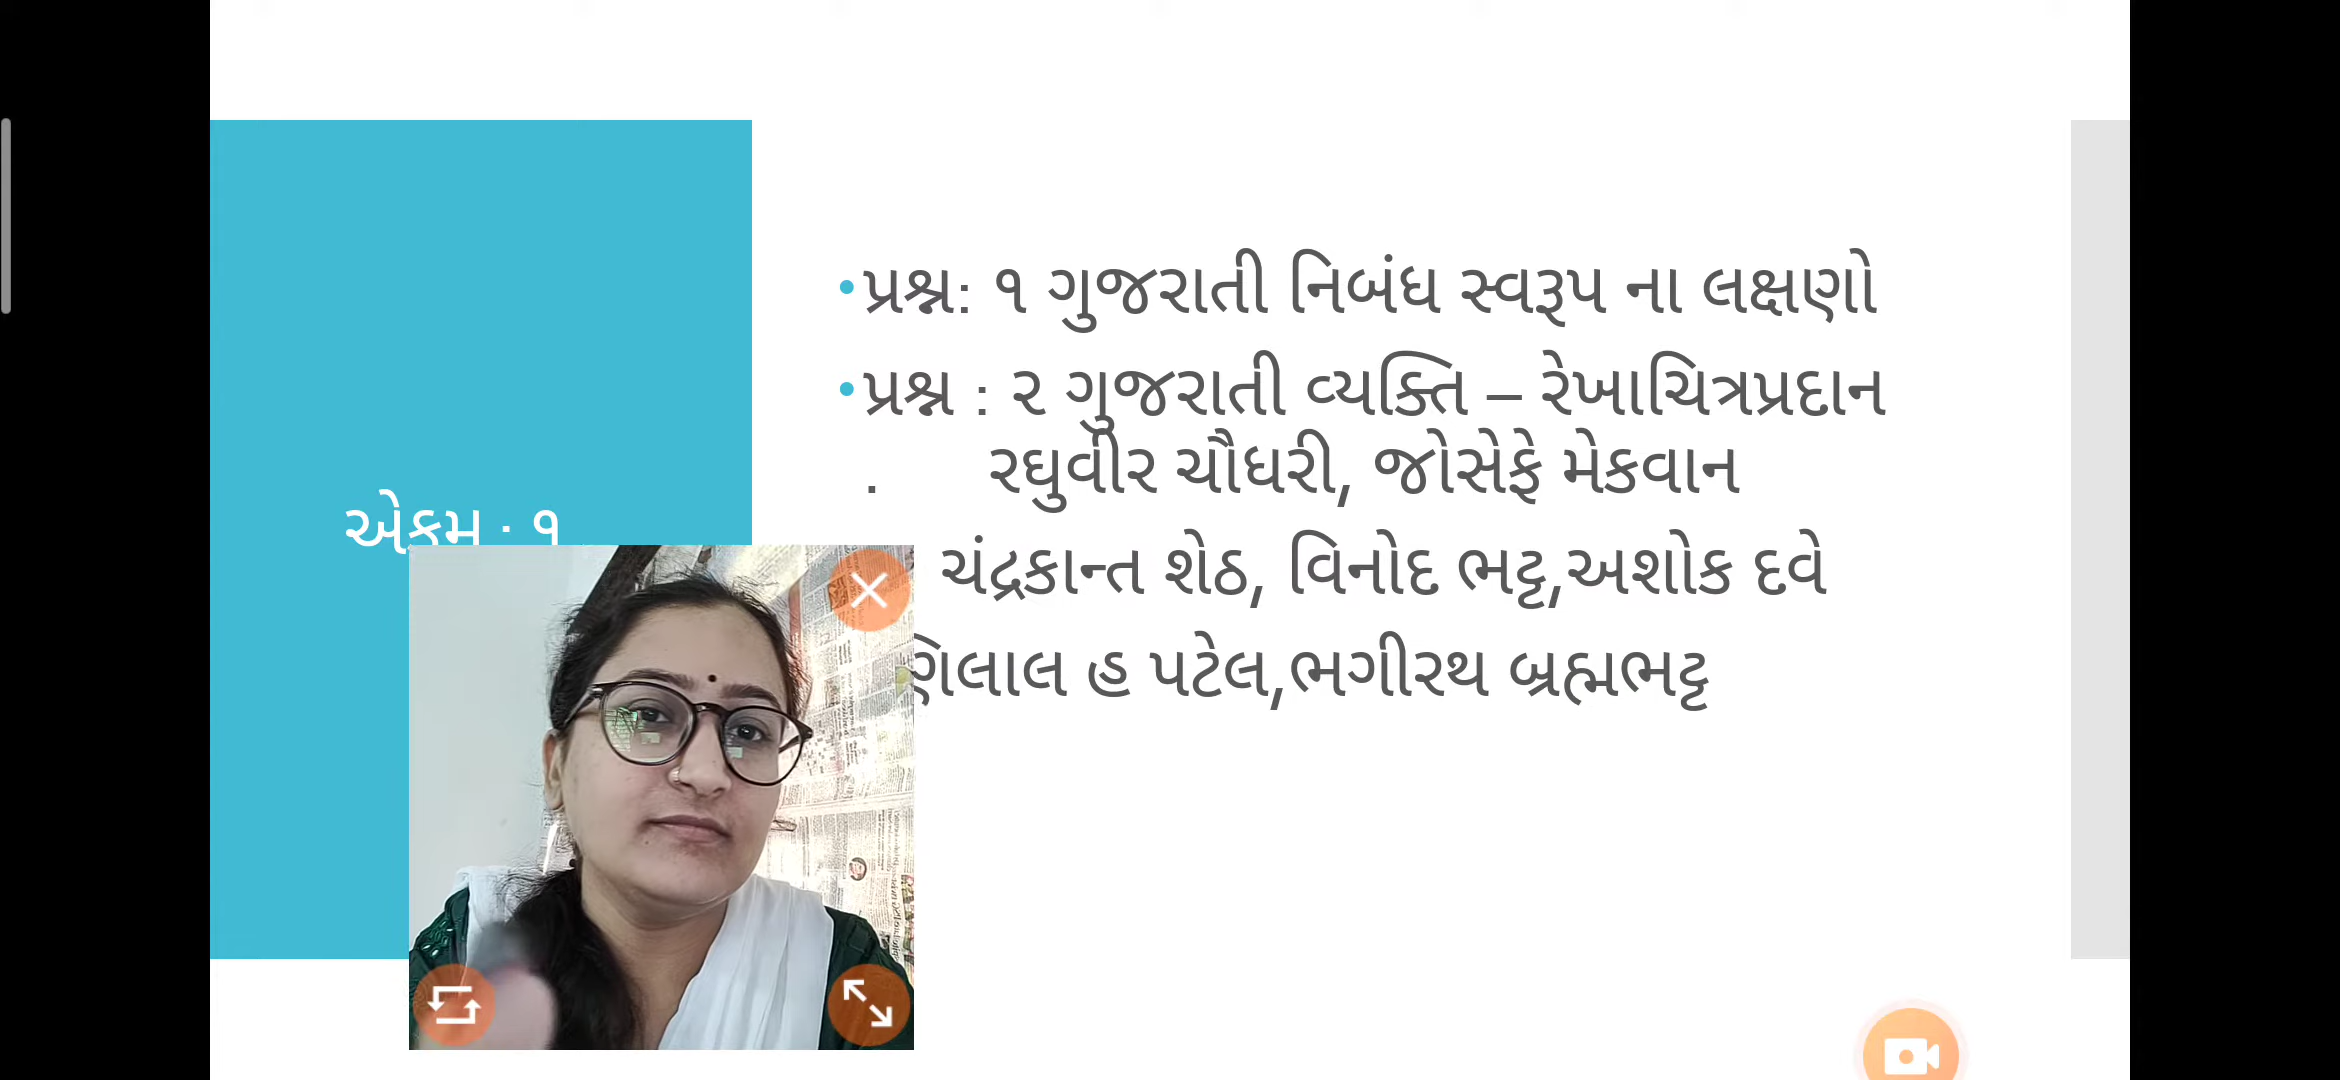 એકમ : ૧
•પ્રશ્ન: ૧ ગુજરાતી નિબંધ સ્વરૂપ ના લક્ષણો
•પ્રશ્ન : ૨ ગુજરાતી વ્યક્તિ – રેખાચિત્રપ્રદાન
. રઘુવીર ચૌધરી, જોસેફે મેકવાન
ચંદ્રકાન્ત શેઠ, વિનોદ ભટ્ટ,અશોક દવે
હ પટેલ,ભગીરથ બ્રહ્મભટ્ટ